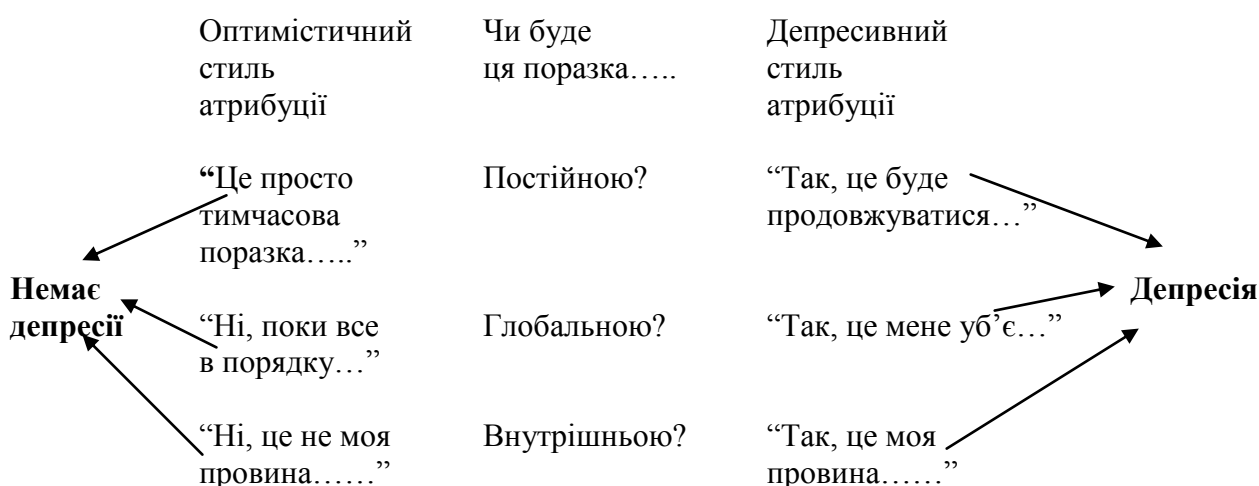 Оптимістичний Чи буде Депресивний
стиль ця поразка….. стиль
атрибуції атрибуції
“Це просто Постійною? “Так, це буде
тимчасова продовжуватися…”
поразка…..”
Немає Депресія
депресії “Ні, поки все Глобальною? “Так, це мене уб’є…”
в порядку…”
“Ні, це не моя Внутрішньою? “Так, це моя
провина……” провина……”